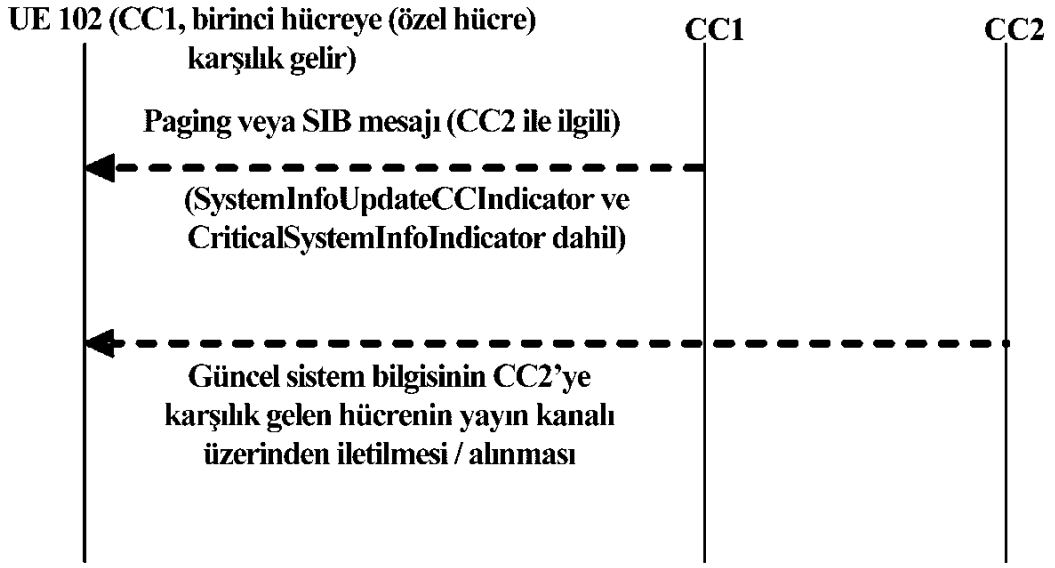 UE 102 (CC1, birinci hücreye (özel hücre)
karşılık gelir)
CC1
CC2
Paging veya SIB mesajı (CC2 ile ilgili)
(SystemInfoUpdateCCIndicator ve
CriticalSystemInfoIndicator dahil)
Güncel sistem bilgisinin CC2’ye
karşılık gelen hücrenin yayın kanalı
üzerinden iletilmesi / alınması